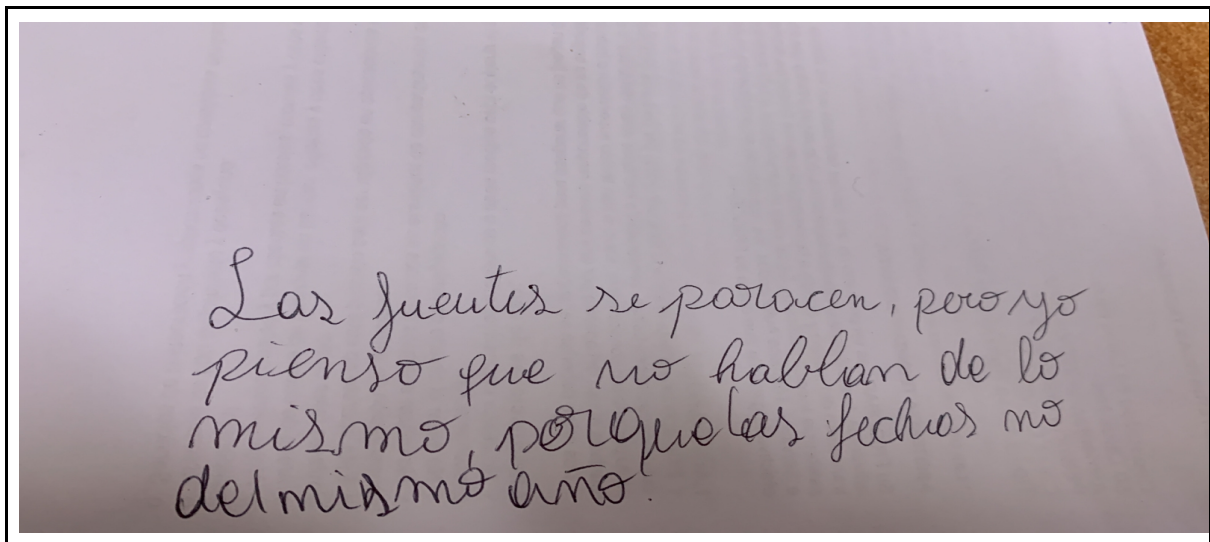 Las fuentes se paracen, pero yo
pienso que no hablan de lo
mismo, porque las fechas no
del mismo año.